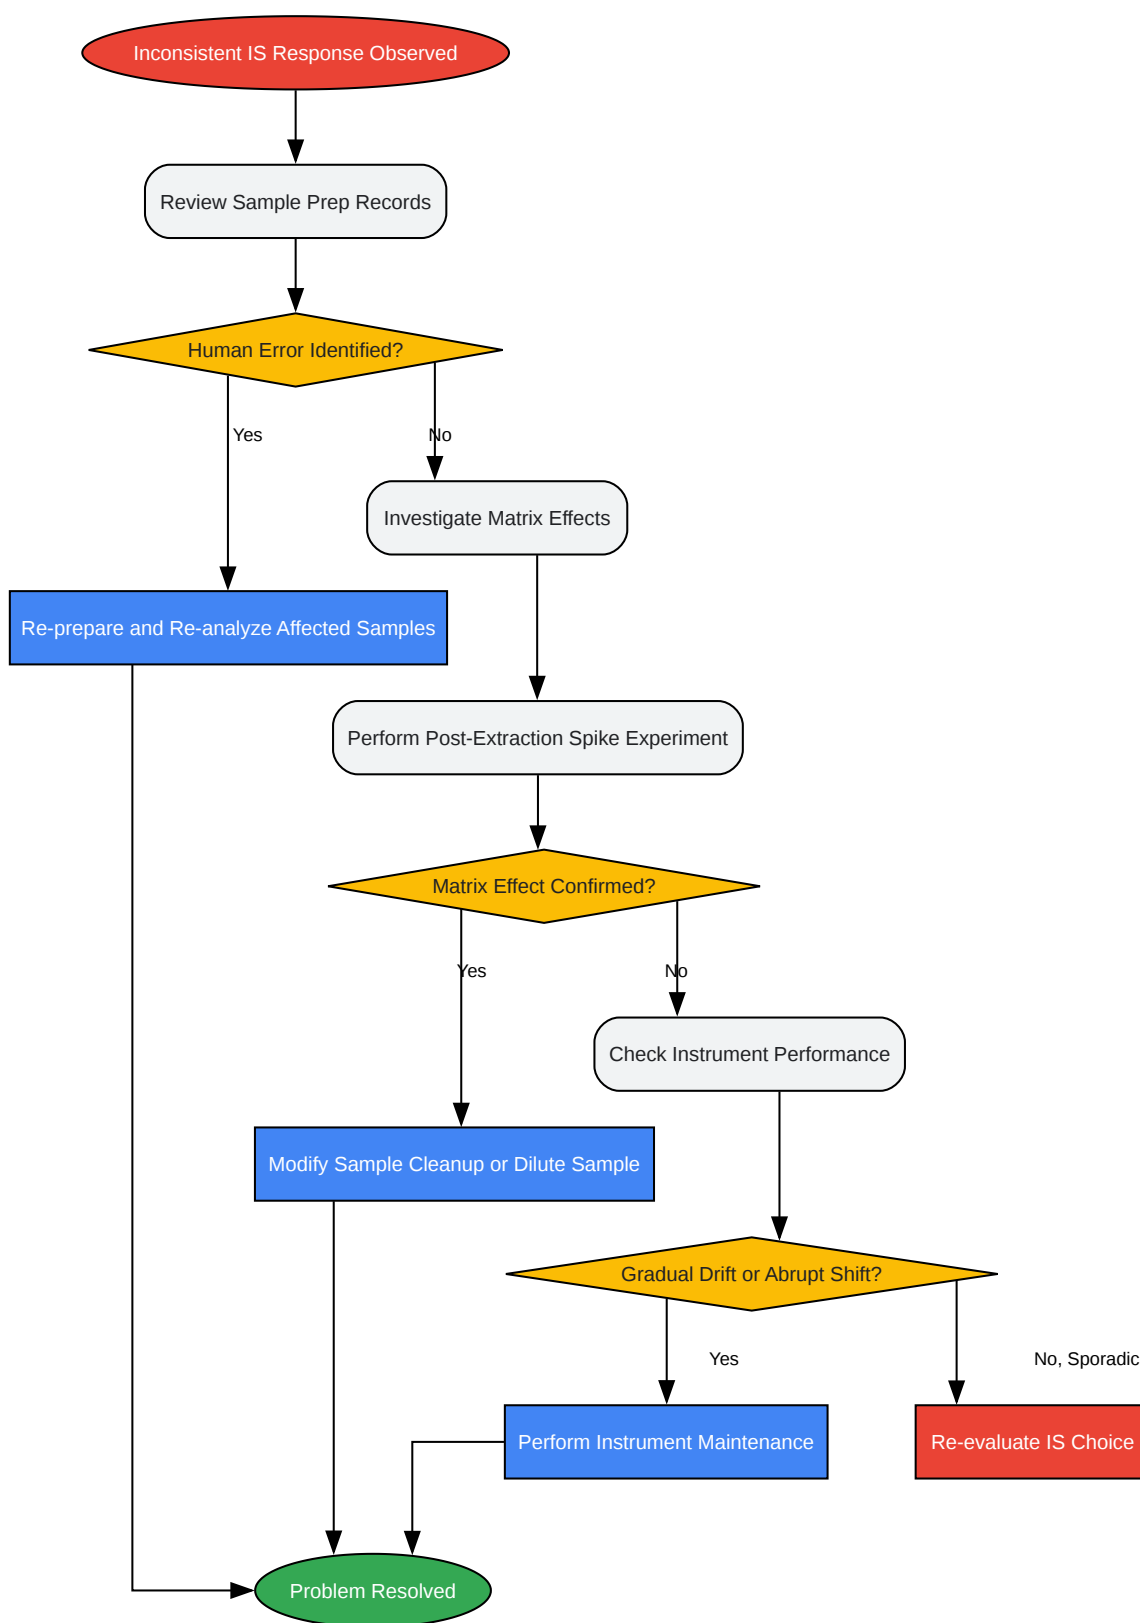 Inconsistent IS Response Observed
Review Sample Prep Records
Human Error Identified?
Yes
No
Investigate Matrix Effects
Re-prepare and Re-analyze Affected Samples
Perform Post-Extraction Spike Experiment
Matrix Effect Confirmed?
Yes
No
Check Instrument Performance
Modify Sample Cleanup or Dilute Sample
Gradual Drift or Abrupt Shift?
Yes
No, Sporadic
Perform Instrument Maintenance
Re-evaluate IS Choice
Problem Resolved